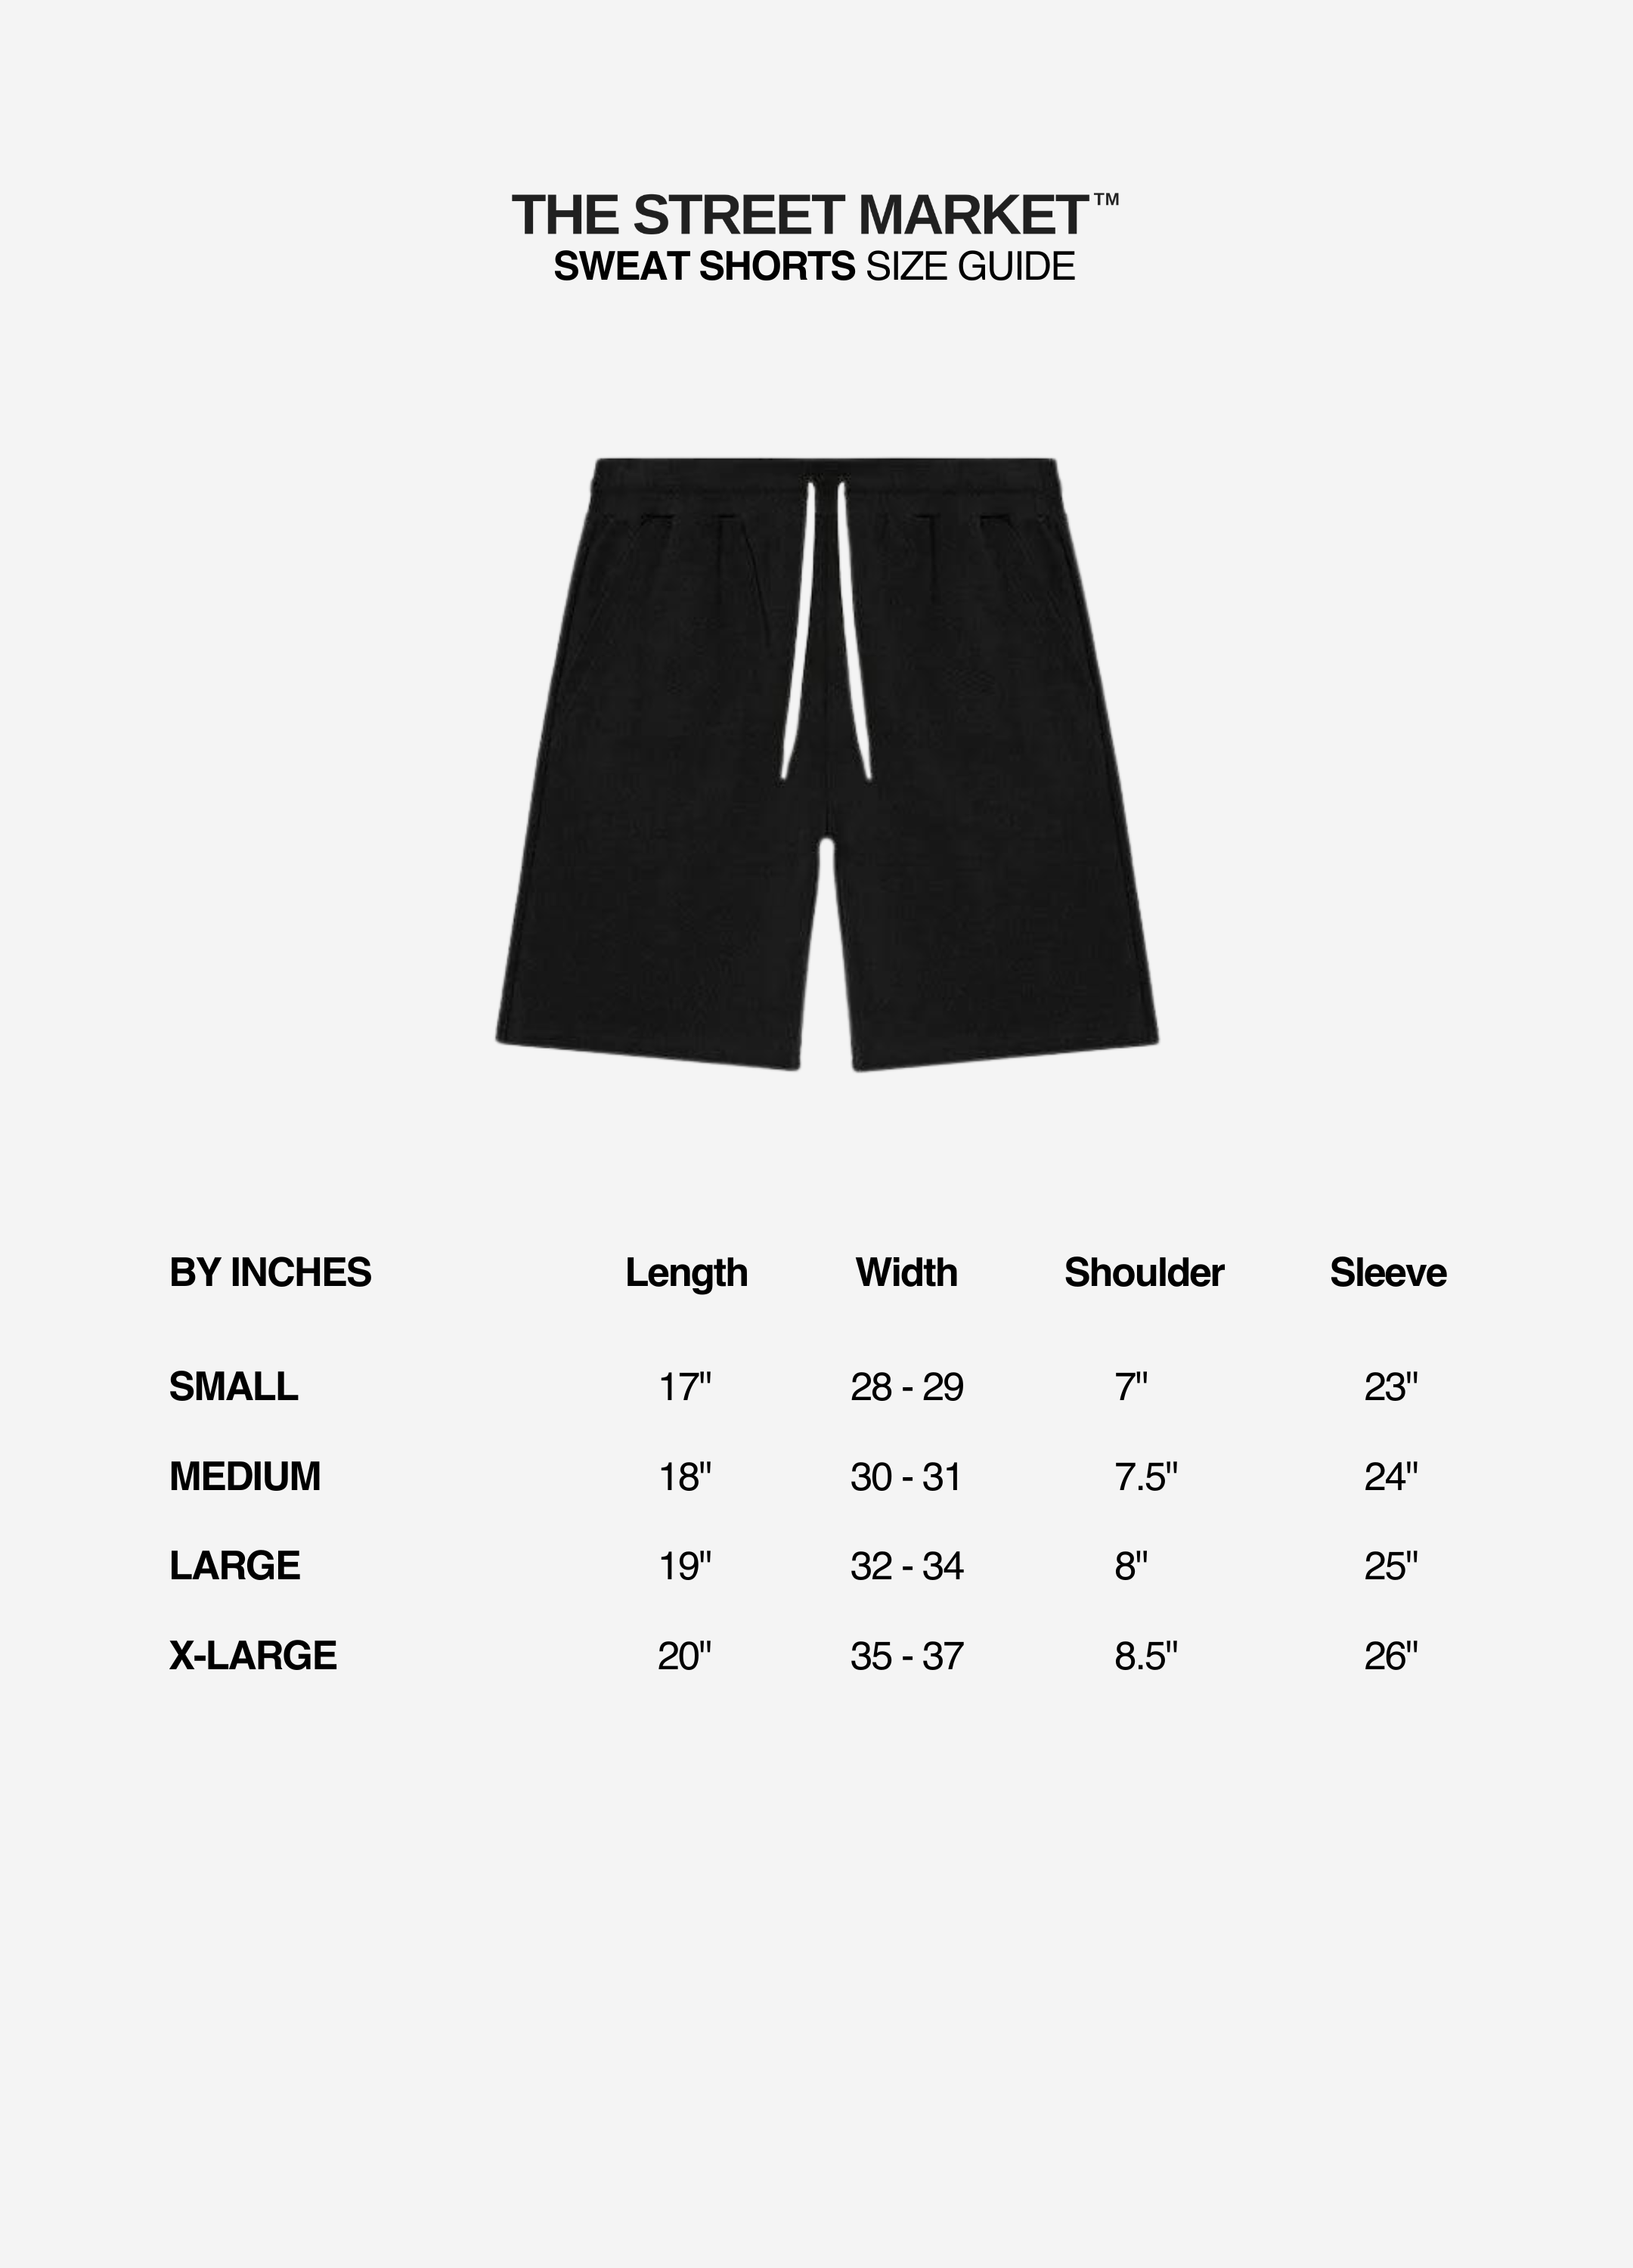 THE STREET MARKET™
SWEAT SHORTS SIZE GUIDE
BY INCHES Length Width Shoulder Sleeve
SMALL 17" 28 - 29 7" 23"
MEDIUM 18" 30 - 31 7.5" 24"
LARGE 19" 32 - 34 8" 25"
X-LARGE 20" 35 - 37 8.5" 26"